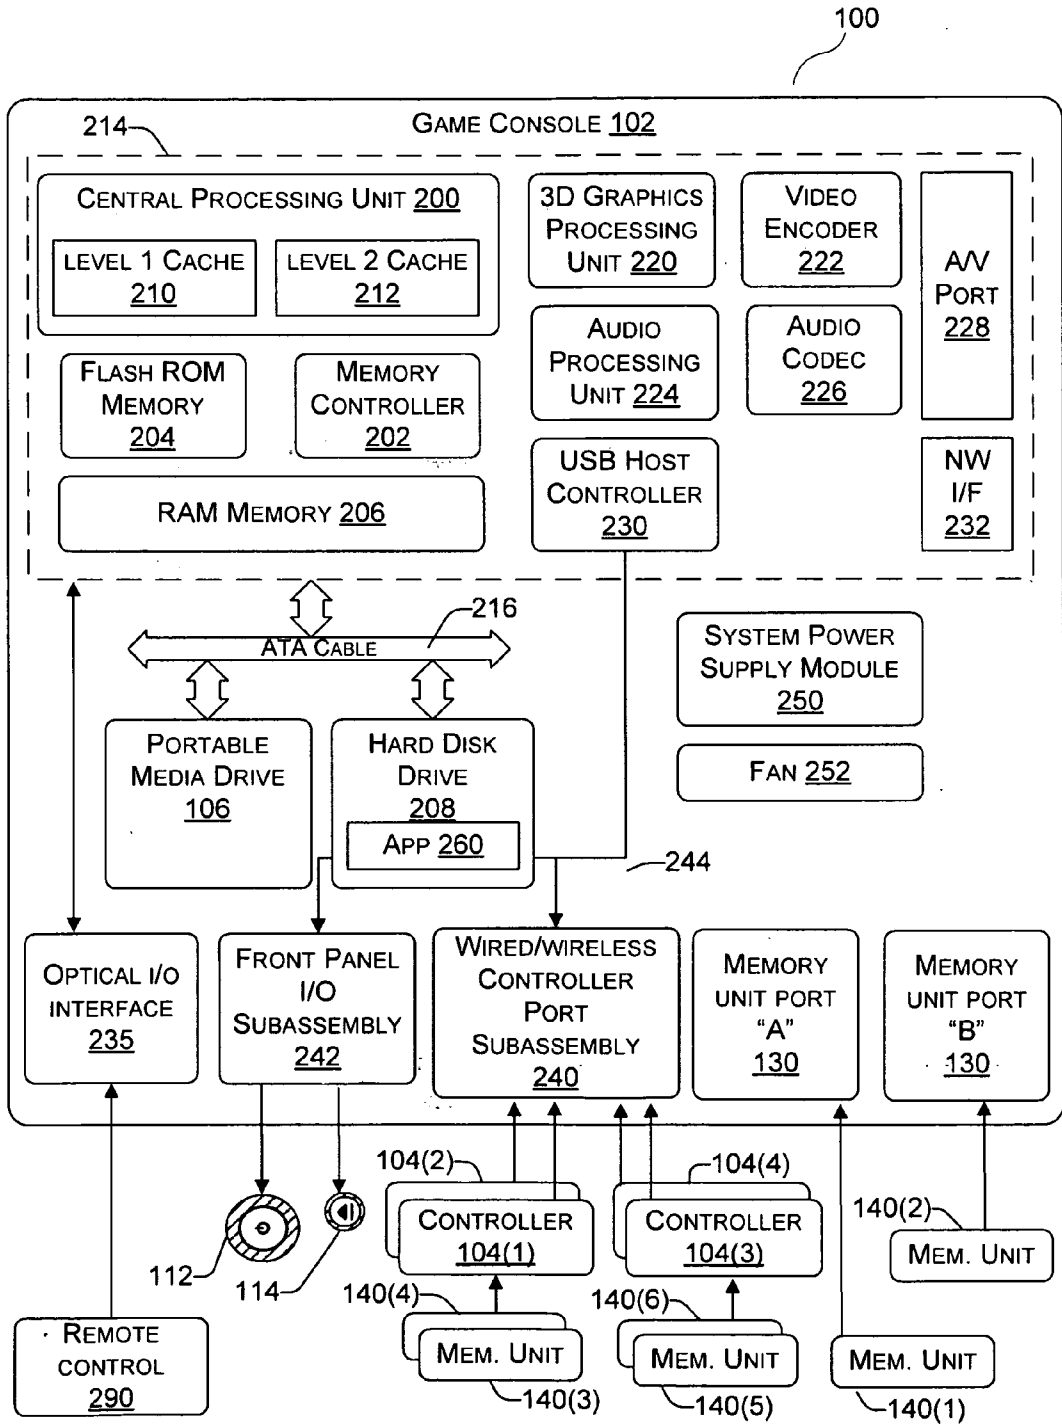 100
GAME CONSOLE 102
214
CENTRAL PROCESSING UNIT 200
LEVEL 1 CACHE
210
LEVEL 2 CACHE
212
3D GRAPHICS
PROCESSING
UNIT 220
VIDEO
ENCODER
222
A/V
PORT
228
FLASH ROM
MEMORY
204
MEMORY
CONTROLLER
202
AUDIO
PROCESSING
UNIT 224
AUDIO
CODEC
226
RAM MEMORY 206
USB HOST
CONTROLLER
230
NW
I/F
232
216
ATA CABLE
SYSTEM POWER
SUPPLY MODULE
250
PORTABLE
MEDIA DRIVE
106
HARD DISK
DRIVE
208
APP 260
FAN 252
244
OPTICAL I/O
INTERFACE
235
FRONT PANEL
I/O
SUBASSEMBLY
242
WIRED/WIRELESS
CONTROLLER
PORT
SUBASSEMBLY
240
MEMORY
UNIT PORT
"A"
130
MEMORY
UNIT PORT
"B"
130
104(2)
104(4)
CONTROLLER
104(1)
CONTROLLER
104(3)
140(2)
MEM. UNIT
112
114
140(4)
140(6)
REMOTE
CONTROL
290
MEM. UNIT
MEM. UNIT
MEM. UNIT
140(3)
140(5)
140(1)